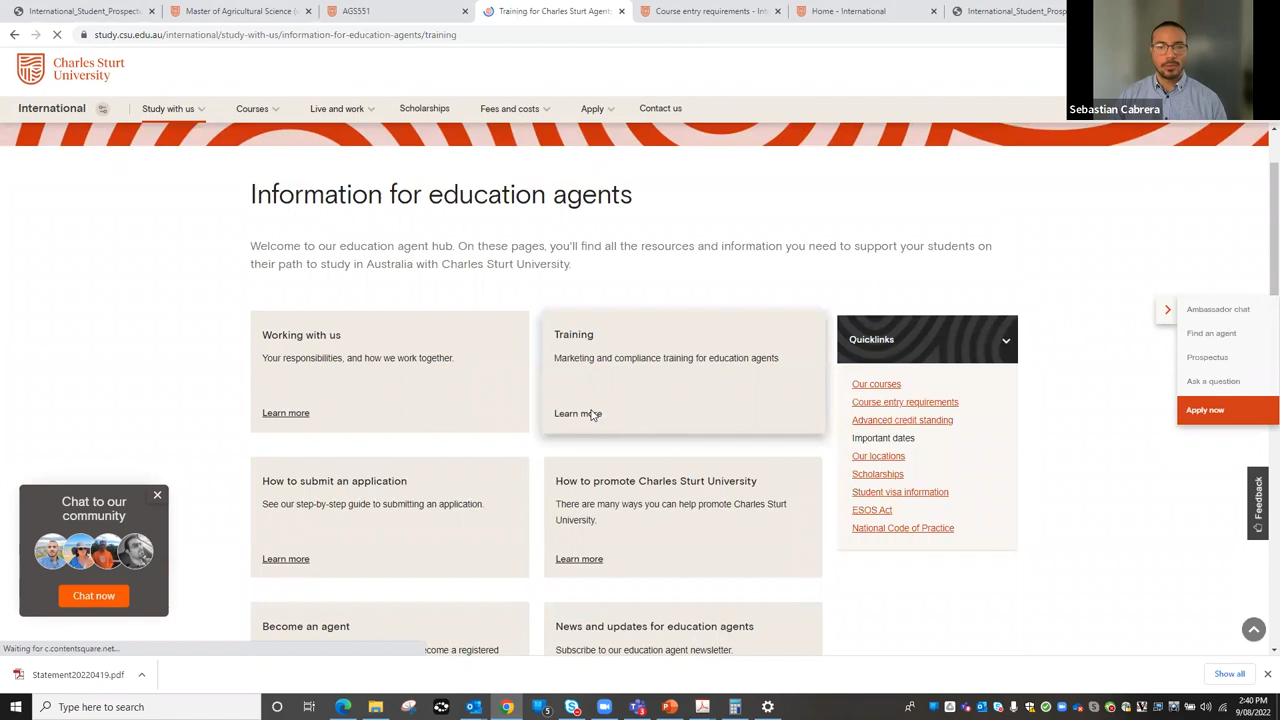 International_Student_Prospect
Master of Agricultural Science (w
AGS551
Training for Charles Sturt Agents
Course entry requirements - Int
Home - International
International_Student_Prosp
study.csu.edu.au/international/study-with-us/information-for-education-agents/training
Charles Sturt
University
International
Study with us
Courses
Live and work
Scholarships
Fees and costs
Apply
Contact us
Sebastian Cabrera
Information for education agents
Welcome to our education agent hub. On these pages, you'll find all the resources and information you need to support your students on
their path to study in Australia with Charles Sturt University.
Working with us
Your responsibilities, and how we work together.
Learn more
Training
Marketing and compliance training for education agents
Learn more
Quicklinks
Our courses
Course entry requirements
Advanced credit standing
Important dates
Our locations
Scholarships
Student visa information
ESOS Act
National Code of Practice
Ambassador chat
Find an agent
Prospectus
Ask a question
Apply now
Feedback
How to submit an application
See our step-by-step guide to submitting an application.
Learn more
How to promote Charles Sturt University
There are many ways you can help promote Charles Sturt
University.
Learn more
Chat to our
community
Chat now
Become an agent
ecome a registered
News and updates for education agents
Subscribe to our education agent newsletter.
Waiting for c.contentsquare.net...
Statement20220419.pdf
Show all
Type here to search
2:40 PM
9/08/2022